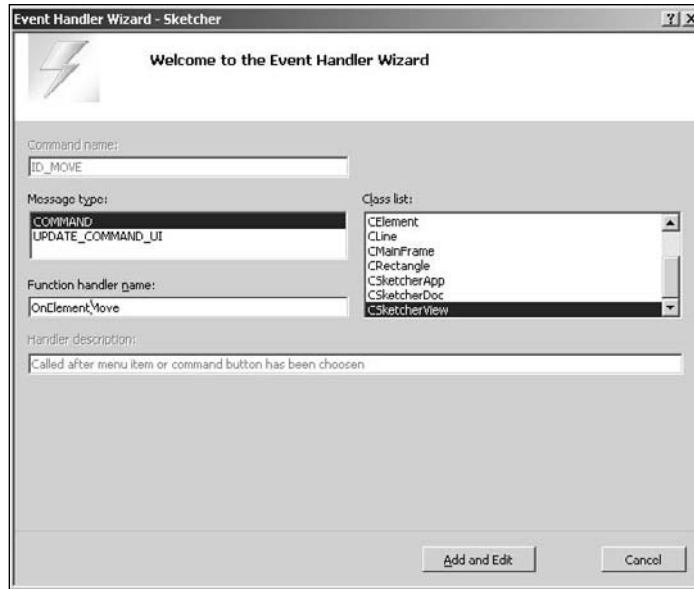 Event Handler Wizard - Sketcher
Welcome to the Event Handler Wizard
Command name:
ID_MOVE
Message type:
COMMAND
UPDATE_COMMAND_UI
Class list:
CElement
CLine
CMainFrame
CRectangle
CSketcherApp
CSketcherDoc
CSketcherView
Function handler name:
OnElementMove
Handler description:
Called after menu item or command button has been choosen
Add and Edit
Cancel